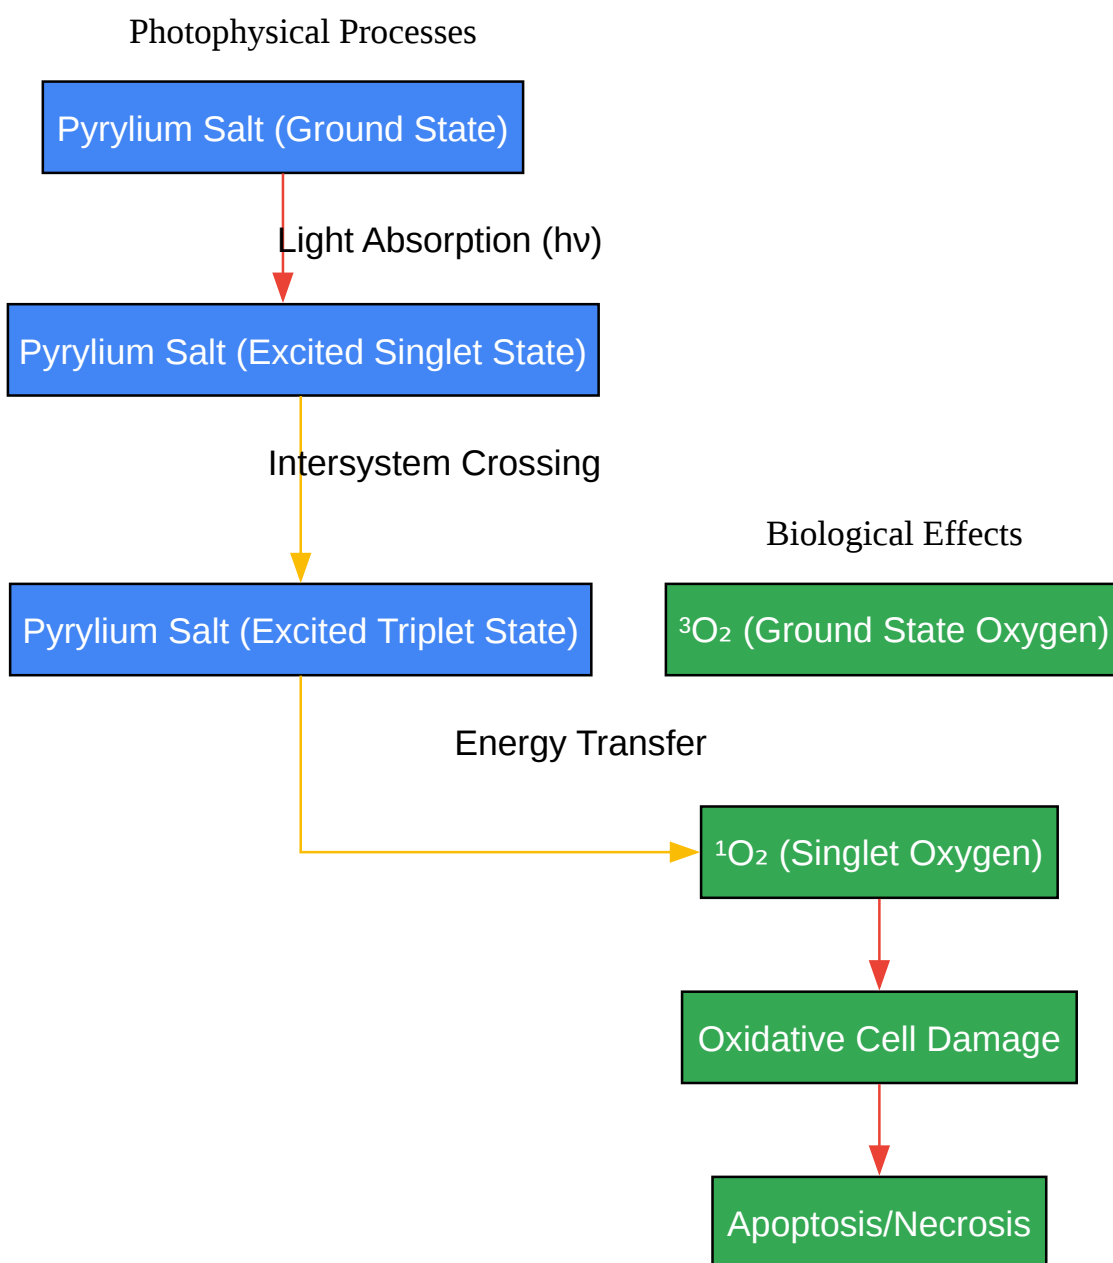 Photophysical Processes
Pyrylium Salt (Ground State)
Light Absorption (hν)
Pyrylium Salt (Excited Singlet State)
Intersystem Crossing
Biological Effects
Pyrylium Salt (Excited Triplet State)
³O₂ (Ground State Oxygen)
Energy Transfer
¹O₂ (Singlet Oxygen)
Oxidative Cell Damage
Apoptosis/Necrosis